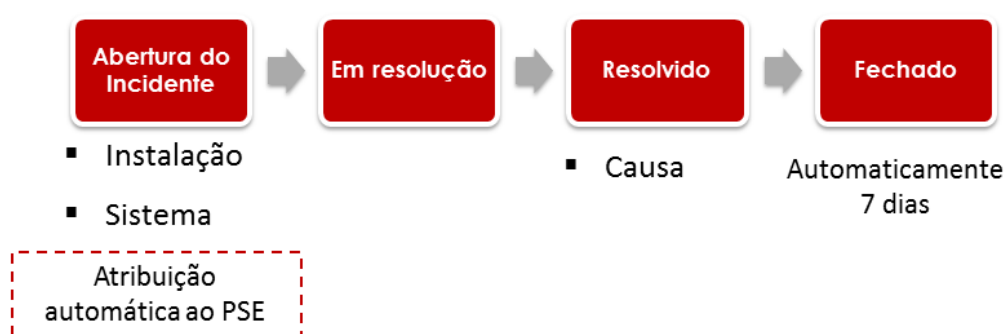 Abertura do
Incidente
Em resolução
Resolvido
Fechado
▪ Instalação
▪ Sistema
Atribuição
automática ao PSE
▪ Causa
Automaticamente
7 dias